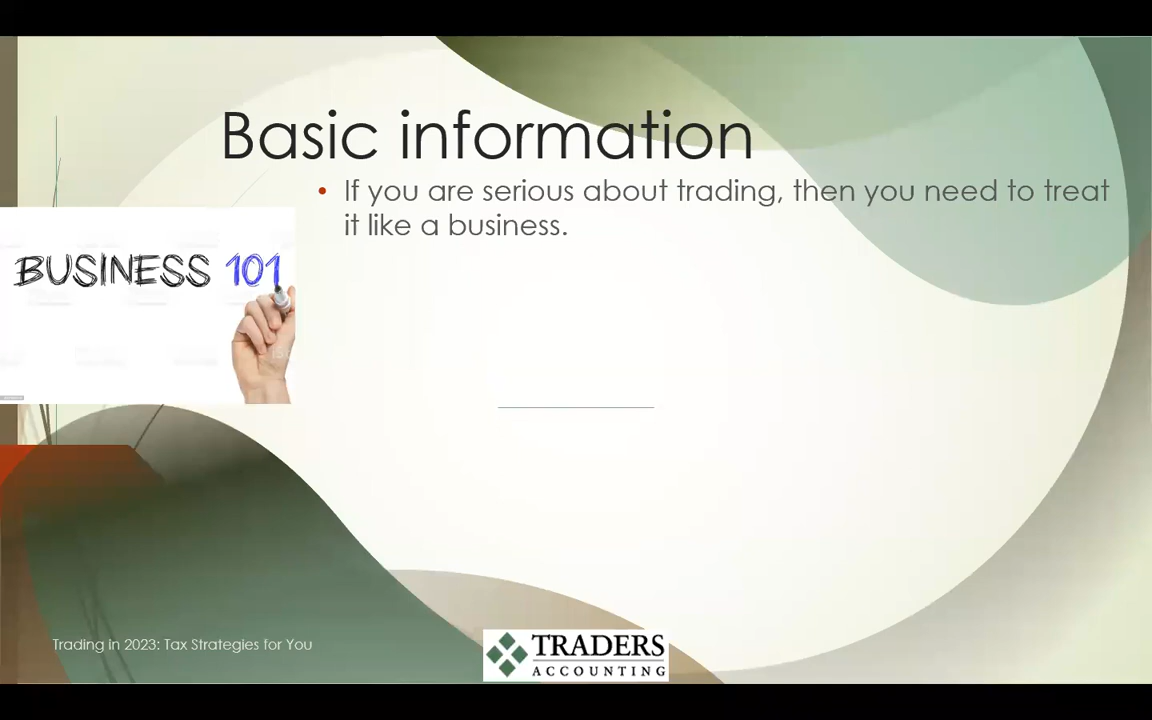 Basic information
• If you are serious about trading, then you need to treat
it like a business.
BUSINESS 101
Trading in 2023: Tax Strategies for You
TRADERS
ACCOUNTING